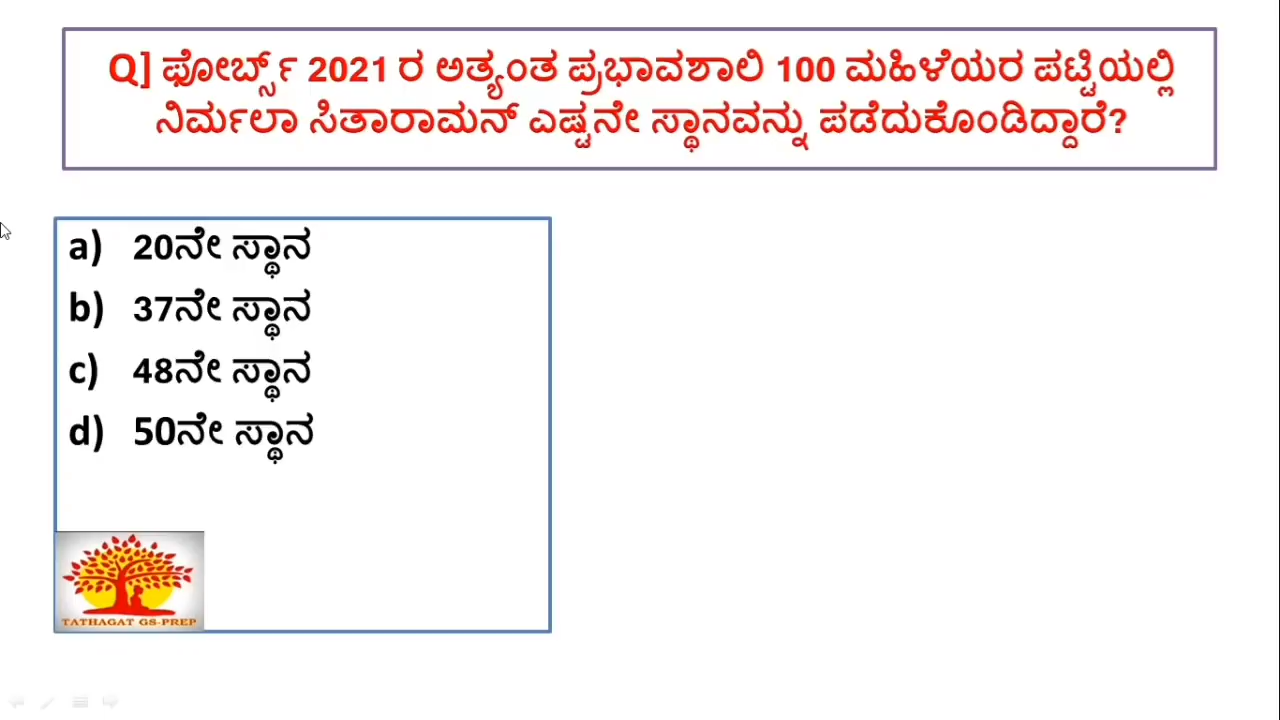 Q] ಫೋರ್ಬ್ಸ್ 2021 ರ ಅತ್ಯಂತ ಪ್ರಭಾವಶಾಲಿ 100 ಮಹಿಳೆಯರ ಪಟ್ಟಿಯಲ್ಲಿ
ನಿರ್ಮಲಾ ಸಿತಾರಾಮನ್ ಎಷ್ಟನೇ ಸ್ಥಾನವನ್ನು ಪಡೆದುಕೊಂಡಿದ್ದಾರೆ?
a) 20ನೇ ಸ್ಥಾನ
b) 37ನೇ ಸ್ಥಾನ
c) 48ನೇ ಸ್ಥಾನ
d) 50ನೇ ಸ್ಥಾನ
TATHAGAT GS-PREP